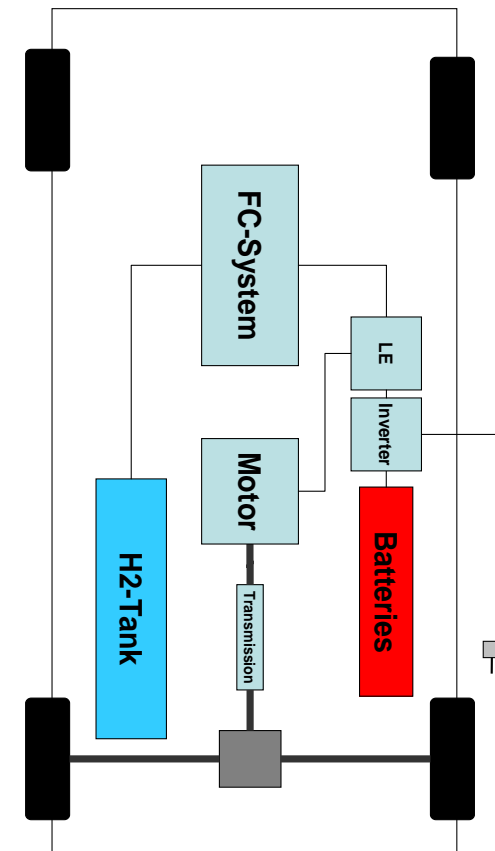 FC-System
LE
Inverter
Motor
Batteries
H2-Tank
Transmission